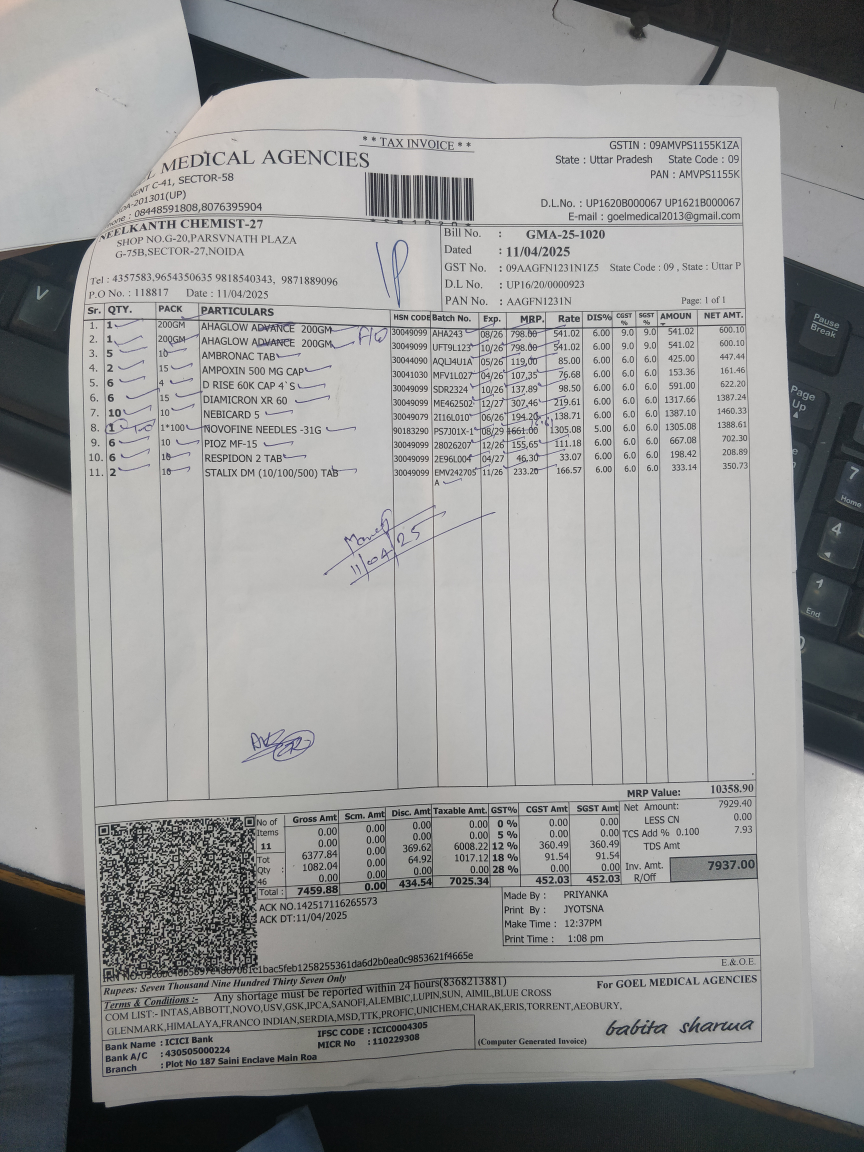 * * TAX INVOICE * *
GSTIN : 09AMVPS1155K1ZA
State : Uttar Pradesh State Code : 09
PAN : AMVPS1155K
MEDICAL AGENCIES
C-41, SECTOR-58
201301(UP)
: 08448591808,8076395904
D.L.No. : UP1620B000067 UP1621B000067
E-mail : goelmedical2013@gmail.com
NEELKANTH CHEMIST-27
SHOP NO.G-20,PARSVNATH PLAZA
G-75B,SECTOR-27,NOIDA
Tel : 4357583,9654350635 9818540343, 9871889096
P.O No. : 118817 Date : 11/04/2025
Bill No. : GMA-25-1020
Dated : 11/04/2025
GST No. : 09AAGFN1231N1Z5 State Code : 09 , State : Uttar P
D.L No. : UP16/20/0000923
PAN No. : AAGFN1231N Page: 1 of 1
Sr. QTY. PACK PARTICULARS HSN CODE Batch No. Exp. MRP. Rate DIS% CGST % SGST % AMOUN NET AMT.
1. 1 200GM AHAGLOW ADVANCE 200GM 30049099 AHA243 08/26 798.00 541.02 6.00 9.0 9.0 541.02 600.10
2. 1 200GM AHAGLOW ADVANCE 200GM 30049099 UFT9L123 10/26 798.00 541.02 6.00 9.0 9.0 541.02 600.10
3. 5 10 AMBRONAC TAB 30044090 AQLJ4U1A 05/26 119.00 85.00 6.00 6.0 6.0 425.00 447.44
4. 2 15 AMPOXIN 500 MG CAP 30041030 MFV1L027 04/26 107.35 76.68 6.00 6.0 6.0 153.36 161.46
5. 6 4 D RISE 60K CAP 4`S 30049099 SDR2324 10/26 137.89 98.50 6.00 6.0 6.0 591.00 622.20
6. 6 15 DIAMICRON XR 60 30049099 ME462502 12/27 307.46 219.61 6.00 6.0 6.0 1317.66 1387.24
7. 10 10 NEBICARD 5 30049079 2I16L010 06/26 194.20 138.71 6.00 6.0 6.0 1387.10 1460.33
8. 1 1*100 NOVOFINE NEEDLES -31G 90183290 PS7J01X-1 08/29 1661.00 1305.08 5.00 6.0 6.0 1305.08 1388.61
9. 6 10 PIOZ MF-15 30049099 28026207 12/26 155.65 111.18 6.00 6.0 6.0 667.08 702.30
10. 6 10 RESPIDON 2 TAB 30049099 2E96L004 04/27 46.30 33.07 6.00 6.0 6.0 198.42 208.89
11. 2 10 STALIX DM (10/100/500) TAB 30049099 EMV242705 11/26 233.20 166.57 6.00 6.0 6.0 333.14 350.73
A
11/04/25
MRP Value: 10358.90
No of Items 11
Tot Qty : 46
Gross Amt Scm. Amt Disc. Amt Taxable Amt. GST% CGST Amt SGST Amt
0.00 0.00 0.00 0.00 0 % 0.00 0.00
0.00 0.00 0.00 0.00 5 % 0.00 0.00
6377.84 0.00 369.62 6008.22 12 % 360.49 360.49
1082.04 0.00 64.92 1017.12 18 % 91.54 91.54
0.00 0.00 0.00 0.00 28 % 0.00 0.00
Total : 7459.88 0.00 434.54 7025.34 452.03 452.03
Net Amount: 7929.40
LESS CN 0.00
TCS Add % 0.100 7.93
TDS Amt
Inv. Amt. 7937.00
R/Off
ACK NO.142517116265573
ACK DT:11/04/2025
Made By : PRIYANKA
Print By : JYOTSNA
Make Time : 12:37PM
Print Time : 1:08 pm
E.& O.E.
Rupees: Seven Thousand Nine Hundred Thirty Seven Only
Terms & Conditions :- Any shortage must be reported within 24 hours(8368213881)
For GOEL MEDICAL AGENCIES
COM LIST:- INTAS,ABBOTT,NOVO,USV,GSK,IPCA,SANOFI,ALEMBIC,LUPIN,SUN, AIMIL,BLUE CROSS
GLENMARK,HIMALAYA,FRANCO INDIAN,SERDIA,MSD,TTK,PROFIC,UNICHEM,CHARAK,ERIS,TORRENT,AEOBURY,
Bank Name : ICICI Bank IFSC CODE : ICIC0004305
Bank A/C : 430505000224 MICR No : 110229308
Branch : Plot No 187 Saini Enclave Main Roa
(Computer Generated Invoice)
babita sharma
V
Pause
Break
Page
Up
7
Home
4
1
End
0